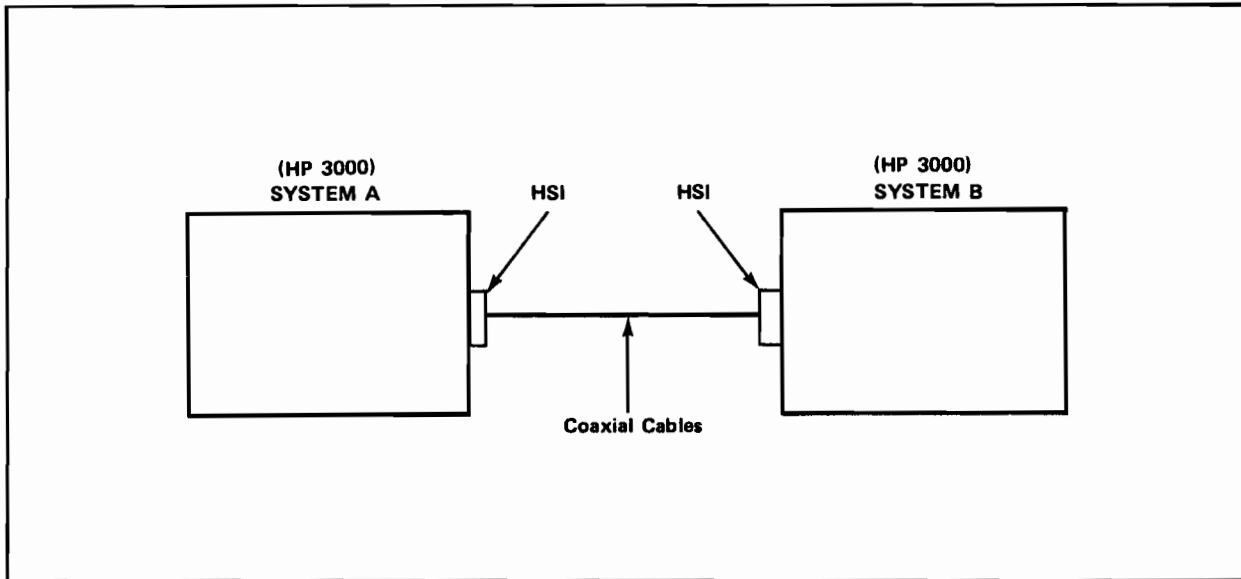 (HP 3000)
SYSTEM A
HSI
HSI
(HP 3000)
SYSTEM B
Coaxial Cables